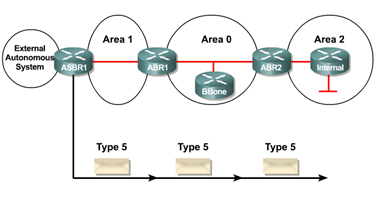 External
Autonomous
System
Area 1
Area 0
Area 2
ASBR1
ABR1
BBone
ABR2
Internal
Type 5
Type 5
Type 5